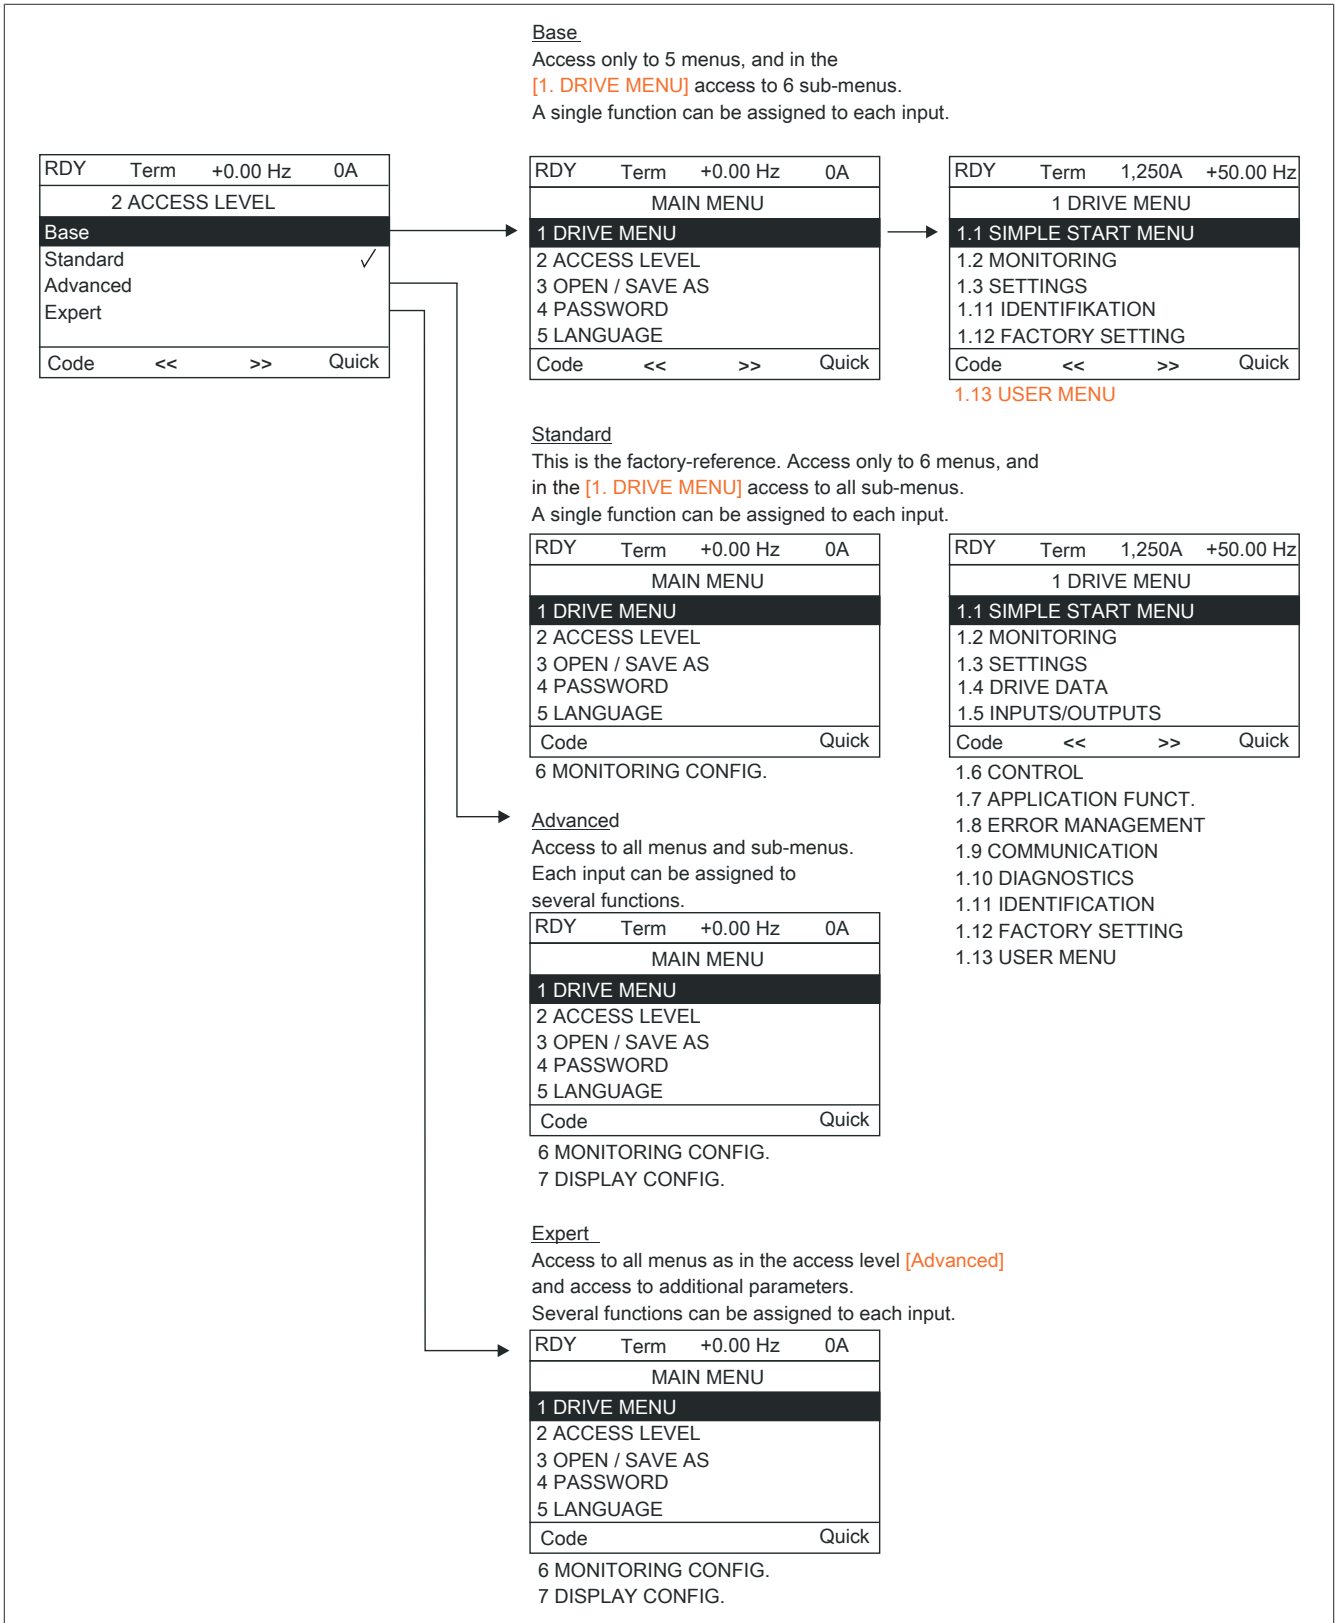 Base
Access only to 5 menus, and in the
[1. DRIVE MENU] access to 6 sub-menus.
A single function can be assigned to each input.
RDY Term +0.00 Hz 0A
2 ACCESS LEVEL
Base
Standard ✓
Advanced
Expert
Code << >> Quick
RDY Term +0.00 Hz 0A
MAIN MENU
1 DRIVE MENU
2 ACCESS LEVEL
3 OPEN / SAVE AS
4 PASSWORD
5 LANGUAGE
Code << >> Quick
RDY Term 1,250A +50.00 Hz
1 DRIVE MENU
1.1 SIMPLE START MENU
1.2 MONITORING
1.3 SETTINGS
1.11 IDENTIFIKATION
1.12 FACTORY SETTING
Code << >> Quick
1.13 USER MENU
Standard
This is the factory-reference. Access only to 6 menus, and
in the [1. DRIVE MENU] access to all sub-menus.
A single function can be assigned to each input.
RDY Term +0.00 Hz 0A
MAIN MENU
1 DRIVE MENU
2 ACCESS LEVEL
3 OPEN / SAVE AS
4 PASSWORD
5 LANGUAGE
Code Quick
6 MONITORING CONFIG.
RDY Term 1,250A +50.00 Hz
1 DRIVE MENU
1.1 SIMPLE START MENU
1.2 MONITORING
1.3 SETTINGS
1.4 DRIVE DATA
1.5 INPUTS/OUTPUTS
Code << >> Quick
1.6 CONTROL
1.7 APPLICATION FUNCT.
1.8 ERROR MANAGEMENT
1.9 COMMUNICATION
1.10 DIAGNOSTICS
1.11 IDENTIFICATION
1.12 FACTORY SETTING
1.13 USER MENU
Advanced
Access to all menus and sub-menus.
Each input can be assigned to
several functions.
RDY Term +0.00 Hz 0A
MAIN MENU
1 DRIVE MENU
2 ACCESS LEVEL
3 OPEN / SAVE AS
4 PASSWORD
5 LANGUAGE
Code Quick
6 MONITORING CONFIG.
7 DISPLAY CONFIG.
Expert
Access to all menus as in the access level [Advanced]
and access to additional parameters.
Several functions can be assigned to each input.
RDY Term +0.00 Hz 0A
MAIN MENU
1 DRIVE MENU
2 ACCESS LEVEL
3 OPEN / SAVE AS
4 PASSWORD
5 LANGUAGE
Code Quick
6 MONITORING CONFIG.
7 DISPLAY CONFIG.